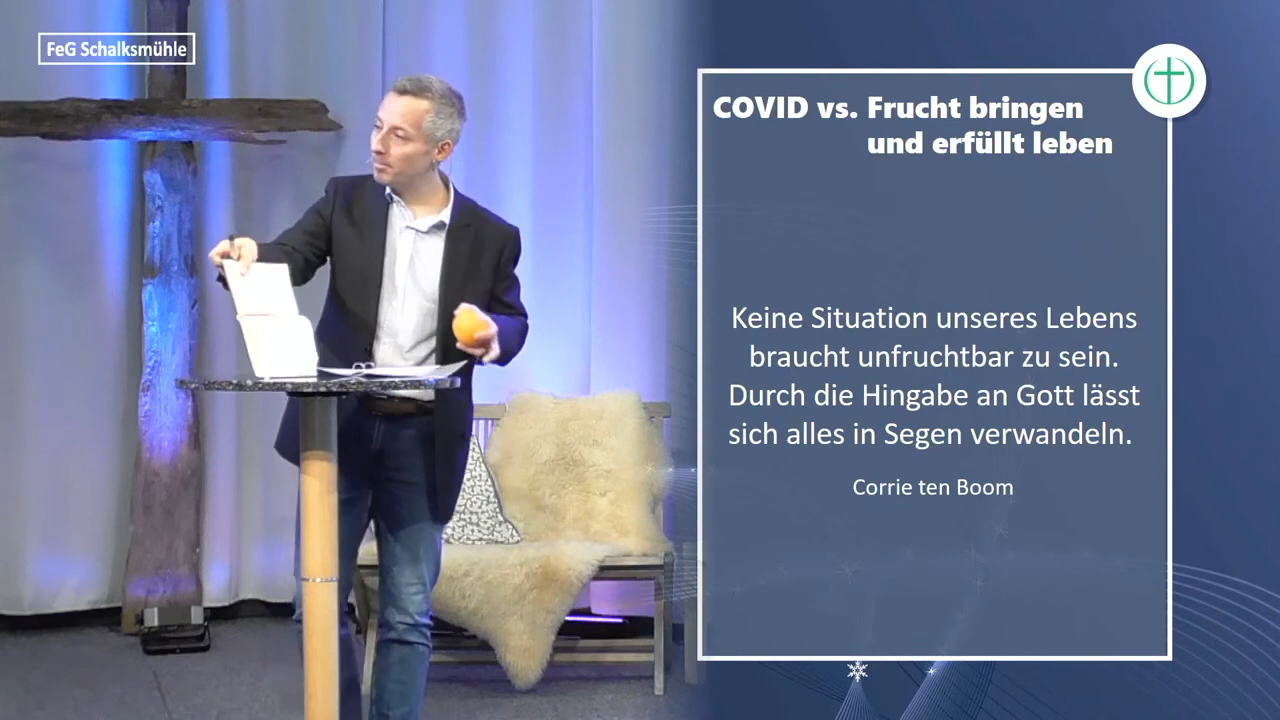 FeG Schalksmühle
COVID vs. Frucht bringen
und erfüllt leben
Keine Situation unseres Lebens
braucht unfruchtbar zu sein.
Durch die Hingabe an Gott lässt
sich alles in Segen verwandeln.
Corrie ten Boom